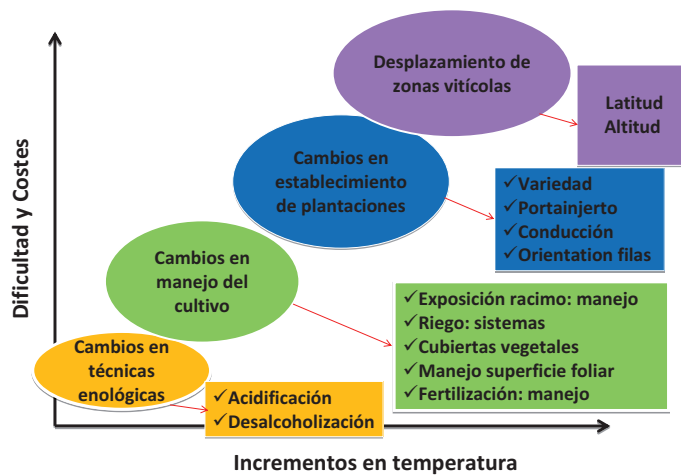 Dificultad y Costes
Desplazamiento de
zonas vitícolas
Latitud
Altitud
Cambios en
establecimiento
de plantaciones
✓Variedad
✓Portainjerto
✓Conducción
✓Orientation filas
Cambios en
manejo del
cultivo
✓Exposición racimo: manejo
✓Riego: sistemas
✓Cubiertas vegetales
✓Manejo superficie foliar
✓Fertilización: manejo
Cambios en
técnicas
enológicas
✓Acidificación
✓Desalcoholización
Incrementos en temperatura